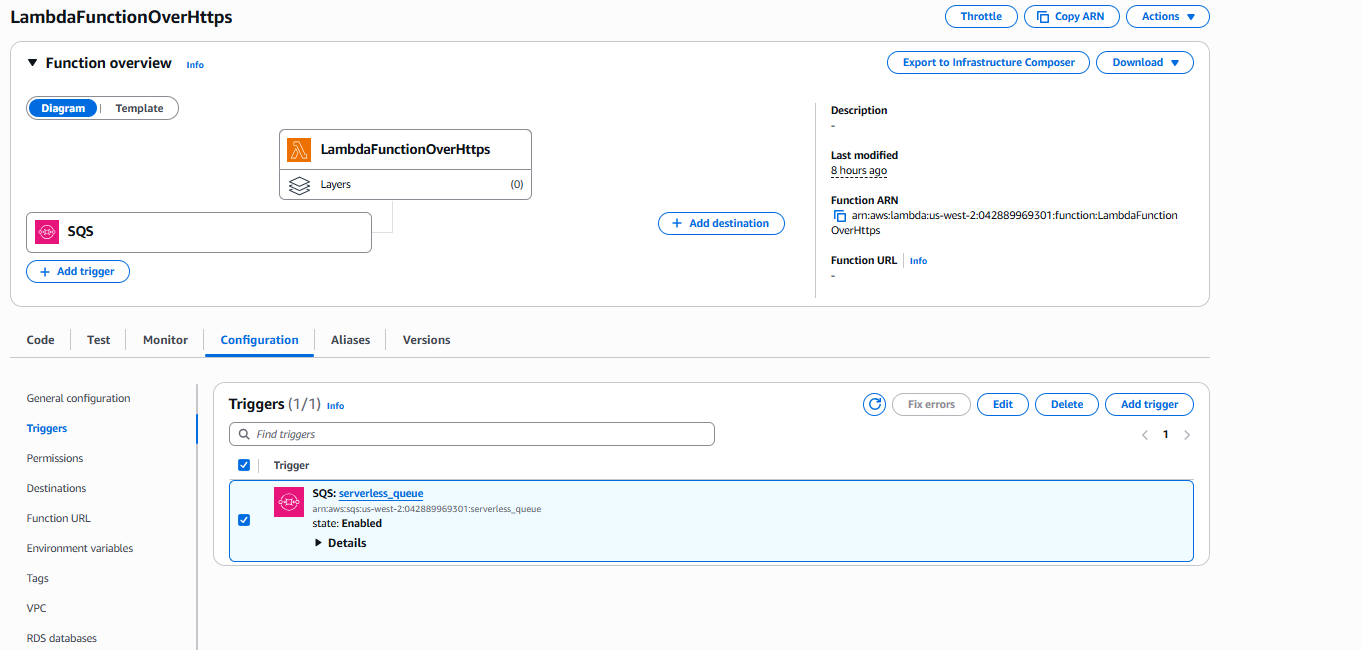 LambdaFunctionOverHttps
Throttle
Copy ARN
Actions
Function overview
Info
Export to Infrastructure Composer
Download
Diagram
Template
LambdaFunctionOverHttps
Layers
(0)
SQS
+ Add destination
+ Add trigger
Description
-
Last modified
8 hours ago
Function ARN
arn:aws:lambda:us-west-2:042889969301:function:LambdaFunction
OverHttps
Function URL
Info
-
Code
Test
Monitor
Configuration
Aliases
Versions
General configuration
Triggers
Permissions
Destinations
Function URL
Environment variables
Tags
VPC
RDS databases
Triggers (1/1) Info
Fix errors
Edit
Delete
Add trigger
Find triggers
1
Trigger
SQS: serverless_queue
arn:aws:sqs:us-west-2:042889969301:serverless_queue
state: Enabled
Details